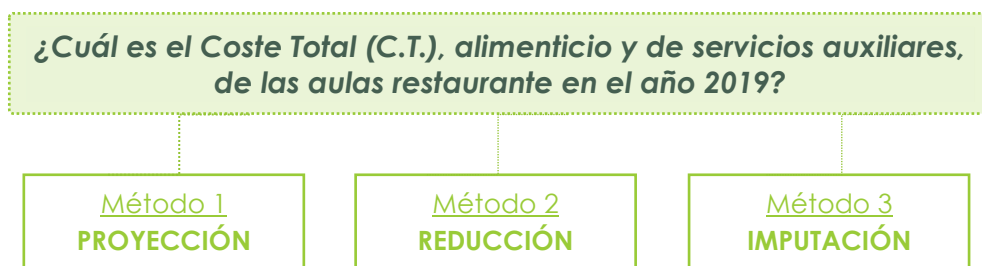 ¿Cuál es el Coste Total (C.T.), alimenticio y de servicios auxiliares,
de las aulas restaurante en el año 2019?
Método 1
PROYECCIÓN
Método 2
REDUCCIÓN
Método 3
IMPUTACIÓN